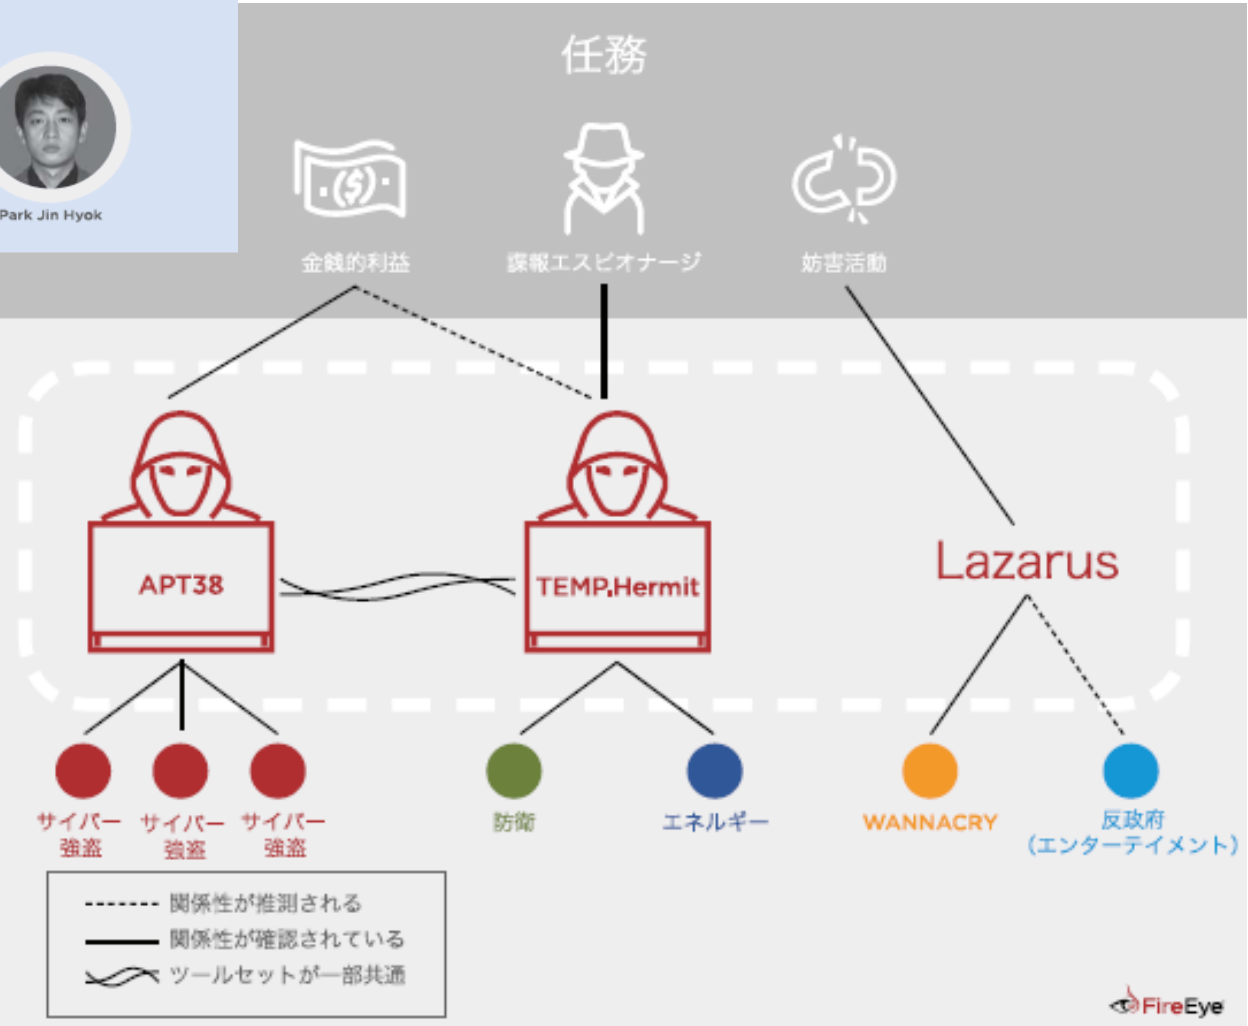 任務
Park Jin Hyok
金銭的利益
諜報エスピオナージ
妨害活動
APT38
TEMP.Hermit
Lazarus
サイバー
強盗
サイバー
強盗
サイバー
強盗
防衛
エネルギー
WANNACRY
反政府
(エンターテイメント)
関係性が推測される
関係性が確認されている
ツールセットが一部共通
FireEye